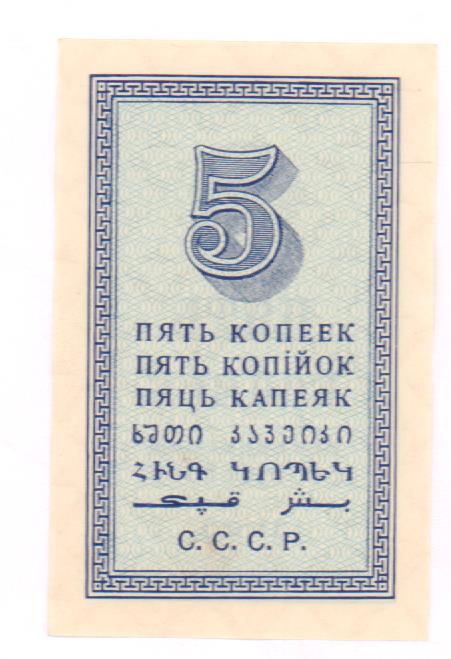 5
ПЯТЬ КОПЕЕК
ПЯТЬ КОПІЙОК
ПЯЦЬ КАПЕЯК
ხუთი კაპეიკი
ՀԻՆԳ ԿՈՊԵԿ
بش قپك
С. С. С. Р.